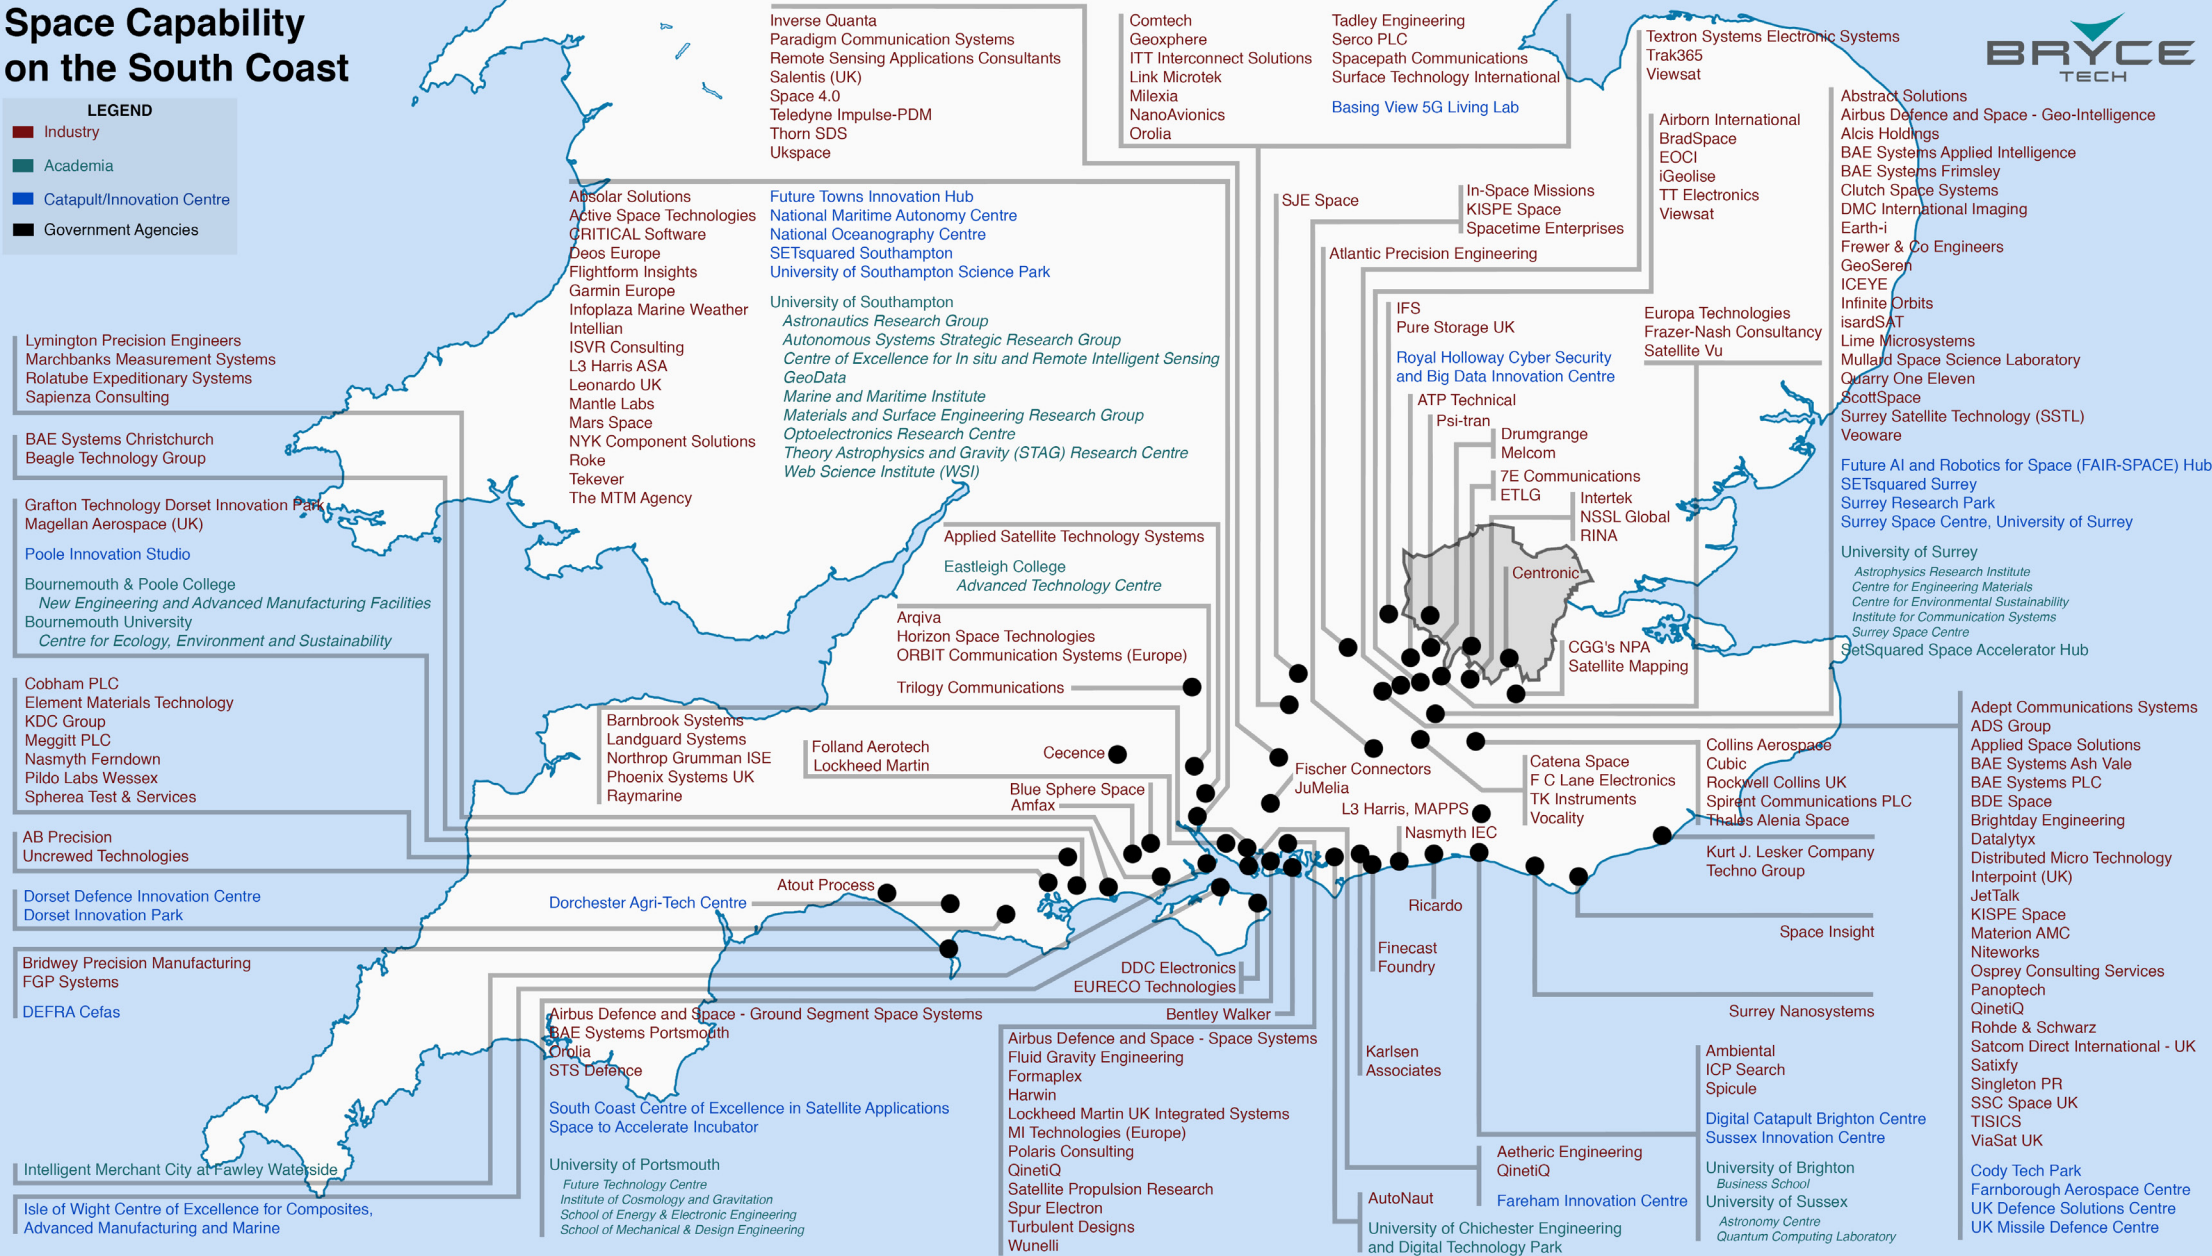 Space Capability
on the South Coast
LEGEND
Industry
Academia
Catapult/Innovation Centre
Government Agencies
BRYCE
TECH
Inverse Quanta
Paradigm Communication Systems
Remote Sensing Applications Consultants
Salentis (UK)
Space 4.0
Teledyne Impulse-PDM
Thorn SDS
Ukspace
Comtech
Geoxphere
ITT Interconnect Solutions
Link Microtek
Milexia
NanoAvionics
Orolia
Tadley Engineering
Serco PLC
Spacepath Communications
Surface Technology International
Basing View 5G Living Lab
Textron Systems Electronic Systems
Trak365
Viewsat
Airborn International
BradSpace
EOCI
iGeolise
TT Electronics
Viewsat
Abstract Solutions
Airbus Defence and Space - Geo-Intelligence
Alcis Holdings
BAE Systems Applied Intelligence
BAE Systems Frimsley
Clutch Space Systems
DMC International Imaging
Earth-i
Frewer & Co Engineers
GeoSeren
ICEYE
Infinite Orbits
isardSAT
Lime Microsystems
Mullard Space Science Laboratory
Quarry One Eleven
ScottSpace
Surrey Satellite Technology (SSTL)
Veoware
Future AI and Robotics for Space (FAIR-SPACE) Hub
SETsquared Surrey
Surrey Research Park
Surrey Space Centre, University of Surrey
University of Surrey
Astrophysics Research Institute
Centre for Engineering Materials
Centre for Environmental Sustainability
Institute for Communication Systems
Surrey Space Centre
SetSquared Space Accelerator Hub
Absolar Solutions
Active Space Technologies
CRITICAL Software
Deos Europe
Flightform Insights
Garmin Europe
Infoplaza Marine Weather
Intellian
ISVR Consulting
L3 Harris ASA
Leonardo UK
Mantle Labs
Mars Space
NYK Component Solutions
Roke
Tekever
The MTM Agency
Future Towns Innovation Hub
National Maritime Autonomy Centre
National Oceanography Centre
SETsquared Southampton
University of Southampton Science Park
University of Southampton
Astronautics Research Group
Autonomous Systems Strategic Research Group
Centre of Excellence for In situ and Remote Intelligent Sensing
GeoData
Marine and Maritime Institute
Materials and Surface Engineering Research Group
Optoelectronics Research Centre
Theory Astrophysics and Gravity (STAG) Research Centre
Web Science Institute (WSI)
SJE Space
In-Space Missions
KISPE Space
Spacetime Enterprises
Atlantic Precision Engineering
IFS
Pure Storage UK
Royal Holloway Cyber Security
and Big Data Innovation Centre
Europa Technologies
Frazer-Nash Consultancy
Satellite Vu
ATP Technical
Psi-tran
Drumgrange
Melcom
7E Communications
ETLG
Intertek
NSSL Global
RINA
Centronic
CGG's NPA
Satellite Mapping
Lymington Precision Engineers
Marchbanks Measurement Systems
Rolatube Expeditionary Systems
Sapienza Consulting
BAE Systems Christchurch
Beagle Technology Group
Grafton Technology Dorset Innovation Park
Magellan Aerospace (UK)
Poole Innovation Studio
Bournemouth & Poole College
New Engineering and Advanced Manufacturing Facilities
Bournemouth University
Centre for Ecology, Environment and Sustainability
Cobham PLC
Element Materials Technology
KDC Group
Meggitt PLC
Nasmyth Ferndown
Pildo Labs Wessex
Spherea Test & Services
AB Precision
Uncrewed Technologies
Dorset Defence Innovation Centre
Dorset Innovation Park
Bridwey Precision Manufacturing
FGP Systems
DEFRA Cefas
Intelligent Merchant City at Fawley Waterside
Isle of Wight Centre of Excellence for Composites,
Advanced Manufacturing and Marine
Applied Satellite Technology Systems
Eastleigh College
Advanced Technology Centre
Arqiva
Horizon Space Technologies
ORBIT Communication Systems (Europe)
Trilogy Communications
Barnbrook Systems
Landguard Systems
Northrop Grumman ISE
Phoenix Systems UK
Raymarine
Folland Aerotech
Lockheed Martin
Cecence
Blue Sphere Space
Amfax
Atout Process
Dorchester Agri-Tech Centre
Fischer Connectors
JuMelia
L3 Harris, MAPPS
Nasmyth IEC
Catena Space
F C Lane Electronics
TK Instruments
Vocality
Collins Aerospace
Cubic
Rockwell Collins UK
Spirent Communications PLC
Thales Alenia Space
Kurt J. Lesker Company
Techno Group
Space Insight
Surrey Nanosystems
Ricardo
Finecast
Foundry
Karlsen
Associates
DDC Electronics
EURECO Technologies
Bentley Walker
Airbus Defence and Space - Ground Segment Space Systems
BAE Systems Portsmouth
Orolia
STS Defence
South Coast Centre of Excellence in Satellite Applications
Space to Accelerate Incubator
University of Portsmouth
Future Technology Centre
Institute of Cosmology and Gravitation
School of Energy & Electronic Engineering
School of Mechanical & Design Engineering
Airbus Defence and Space - Space Systems
Fluid Gravity Engineering
Formaplex
Harwin
Lockheed Martin UK Integrated Systems
MI Technologies (Europe)
Polaris Consulting
QinetiQ
Satellite Propulsion Research
Spur Electron
Turbulent Designs
Wunelli
AutoNaut
University of Chichester Engineering
and Digital Technology Park
Aetheric Engineering
QinetiQ
Fareham Innovation Centre
Ambiental
ICP Search
Spicule
Digital Catapult Brighton Centre
Sussex Innovation Centre
University of Brighton
Business School
University of Sussex
Astronomy Centre
Quantum Computing Laboratory
Adept Communications Systems
ADS Group
Applied Space Solutions
BAE Systems Ash Vale
BAE Systems PLC
BDE Space
Brightday Engineering
Datalytyx
Distributed Micro Technology
Interpoint (UK)
JetTalk
KISPE Space
Materion AMC
Niteworks
Osprey Consulting Services
Panoptech
QinetiQ
Rohde & Schwarz
Satcom Direct International - UK
Satixfy
Singleton PR
SSC Space UK
TISICS
ViaSat UK
Cody Tech Park
Farnborough Aerospace Centre
UK Defence Solutions Centre
UK Missile Defence Centre